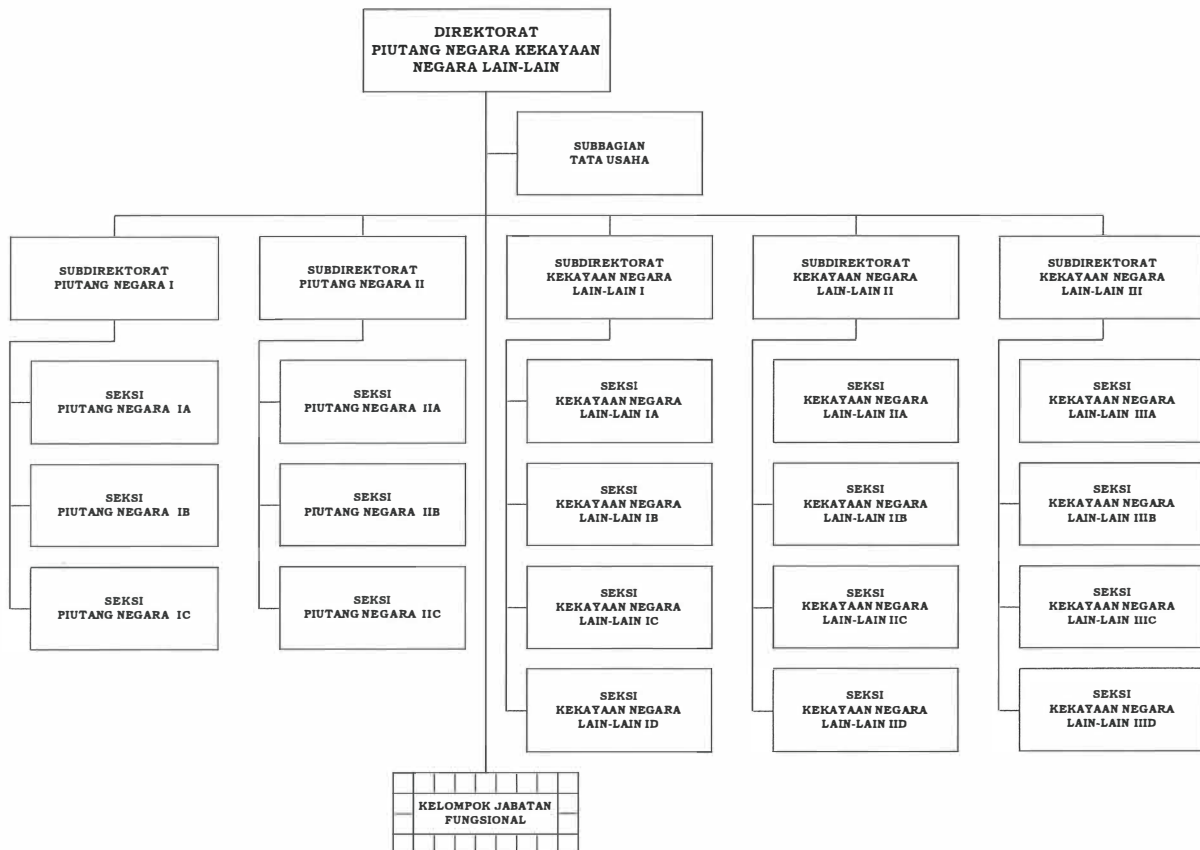 DIREKTORAT
PIUTANG NEGARA KEKAYAAN
NEGARA LAIN-LAIN
SUBBAGIAN
TATA USAHA
SUBDIREKTORAT
PIUTANG NEGARA I
SUBDIREKTORAT
PIUTANG NEGARA II
SUBDIREKTORAT
KEKAYAAN NEGARA
LAIN-LAIN I
SUBDIREKTORAT
KEKAYAAN NEGARA
LAIN-LAIN II
SUBDIREKTORAT
KEKAYAAN NEGARA
LAIN-LAIN III
SEKSI
PIUTANG NEGARA IA
SEKSI
PIUTANG NEGARA IIA
SEKSI
KEKAYAAN NEGARA
LAIN-LAIN IA
SEKSI
KEKAYAAN NEGARA
LAIN-LAIN IIA
SEKSI
KEKAYAAN NEGARA
LAIN-LAIN IIIA
SEKSI
PIUTANG NEGARA IB
SEKSI
PIUTANG NEGARA IIB
SEKSI
KEKAYAAN NEGARA
LAIN-LAIN IB
SEKSI
KEKAYAAN NEGARA
LAIN-LAIN IIB
SEKSI
KEKAYAAN NEGARA
LAIN-LAIN IIIB
SEKSI
PIUTANG NEGARA IC
SEKSI
PIUTANG NEGARA IIC
SEKSI
KEKAYAAN NEGARA
LAIN-LAIN IC
SEKSI
KEKAYAAN NEGARA
LAIN-LAIN IIC
SEKSI
KEKAYAAN NEGARA
LAIN-LAIN IIIC
SEKSI
KEKAYAAN NEGARA
LAIN-LAIN ID
SEKSI
KEKAYAAN NEGARA
LAIN-LAIN IID
SEKSI
KEKAYAAN NEGARA
LAIN-LAIN IIID
KELOMPOK JABATAN
FUNGSIONAL